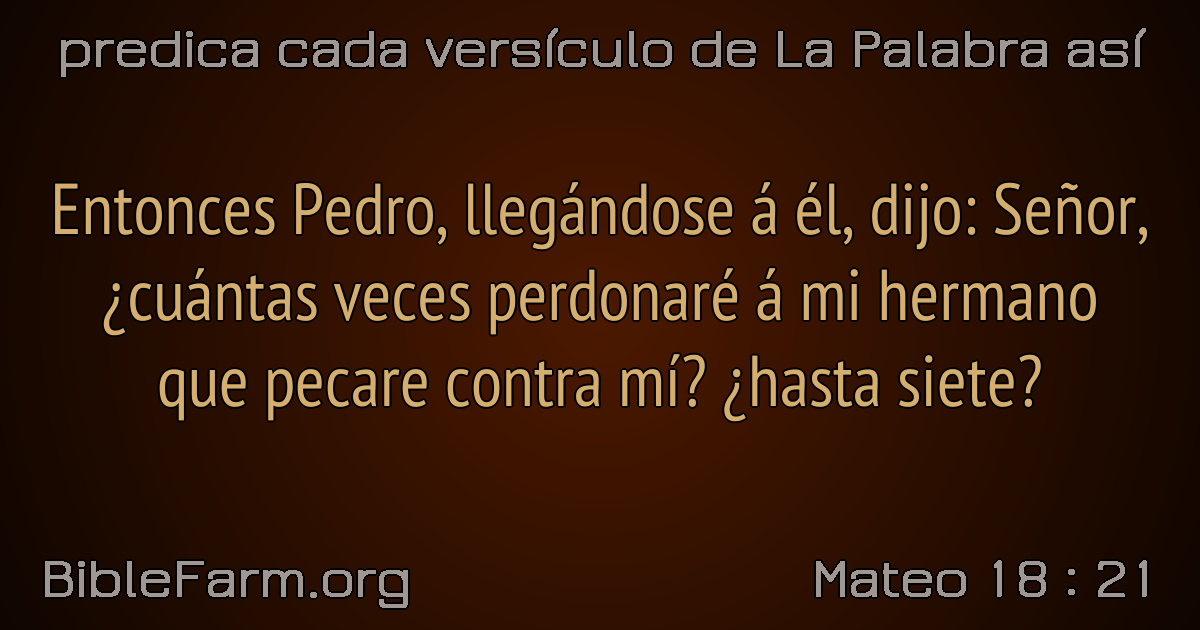 predica cada versículo de La Palabra así
Entonces Pedro, llegándose á él, dijo: Señor,
¿cuántas veces perdonaré á mi hermano
que pecare contra mí? ¿hasta siete?
BibleFarm.org
Mateo 18 : 21